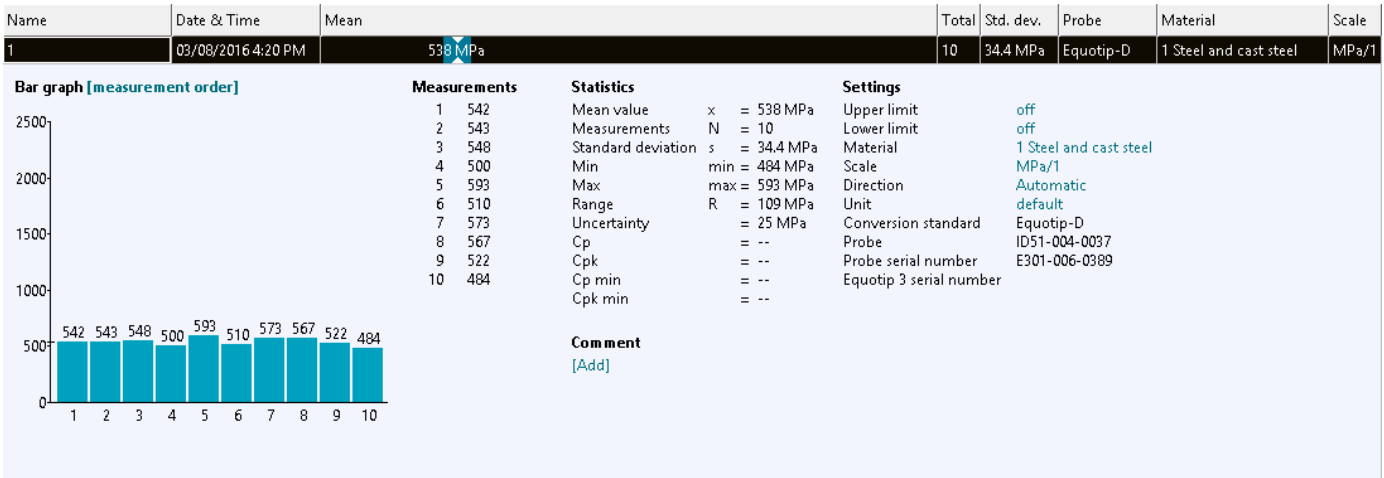 Name Date & Time Mean Total Std. dev. Probe Material Scale
1 03/08/2016 4:20 PM 538 MPa 10 34.4 MPa Equotip-D 1 Steel and cast steel MPa/1
Bar graph [measurement order]
2500
2000
1500
1000
500
0
542 543 548 500 593 510 573 567 522 484
1 2 3 4 5 6 7 8 9 10
Measurements
1 542
2 543
3 548
4 500
5 593
6 510
7 573
8 567
9 522
10 484
Statistics
Mean value x = 538 MPa
Measurements N = 10
Standard deviation s = 34.4 MPa
Min min = 484 MPa
Max max = 593 MPa
Range R = 109 MPa
Uncertainty = 25 MPa
Cp = --
Cpk = --
Cp min = --
Cpk min = --
Comment
[Add]
Settings
Upper limit off
Lower limit off
Material 1 Steel and cast steel
Scale MPa/1
Direction Automatic
Unit default
Conversion standard Equotip-D
Probe ID51-004-0037
Probe serial number E301-006-0389
Equotip 3 serial number